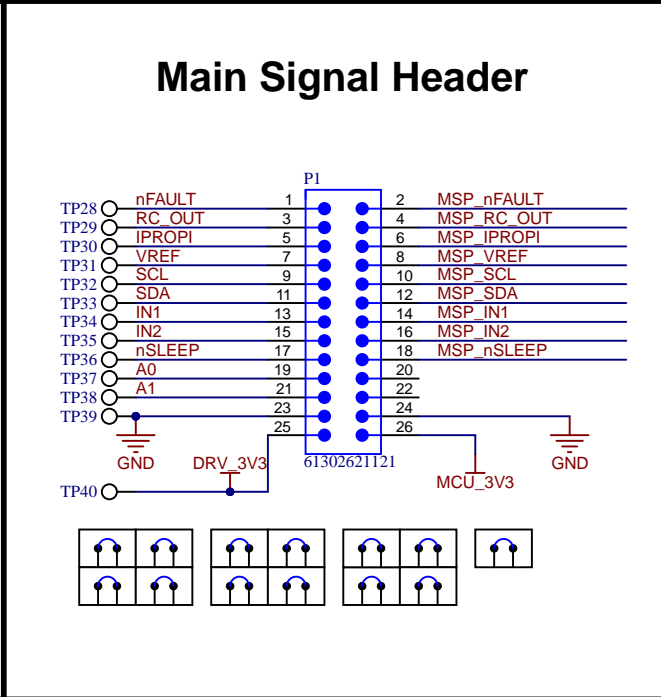 Main Signal Header
P1
TP28 nFAULT 1 2 MSP_nFAULT
TP29 RC_OUT 3 4 MSP_RC_OUT
TP30 IPROPI 5 6 MSP_IPROPI
TP31 VREF 7 8 MSP_VREF
TP32 SCL 9 10 MSP_SCL
TP33 SDA 11 12 MSP_SDA
TP34 IN1 13 14 MSP_IN1
TP35 IN2 15 16 MSP_IN2
TP36 nSLEEP 17 18 MSP_nSLEEP
TP37 A0 19 20
TP38 A1 21 22
TP39 23 24
25 26
GND DRV_3V3 61302621121 GND
MCU_3V3
TP40